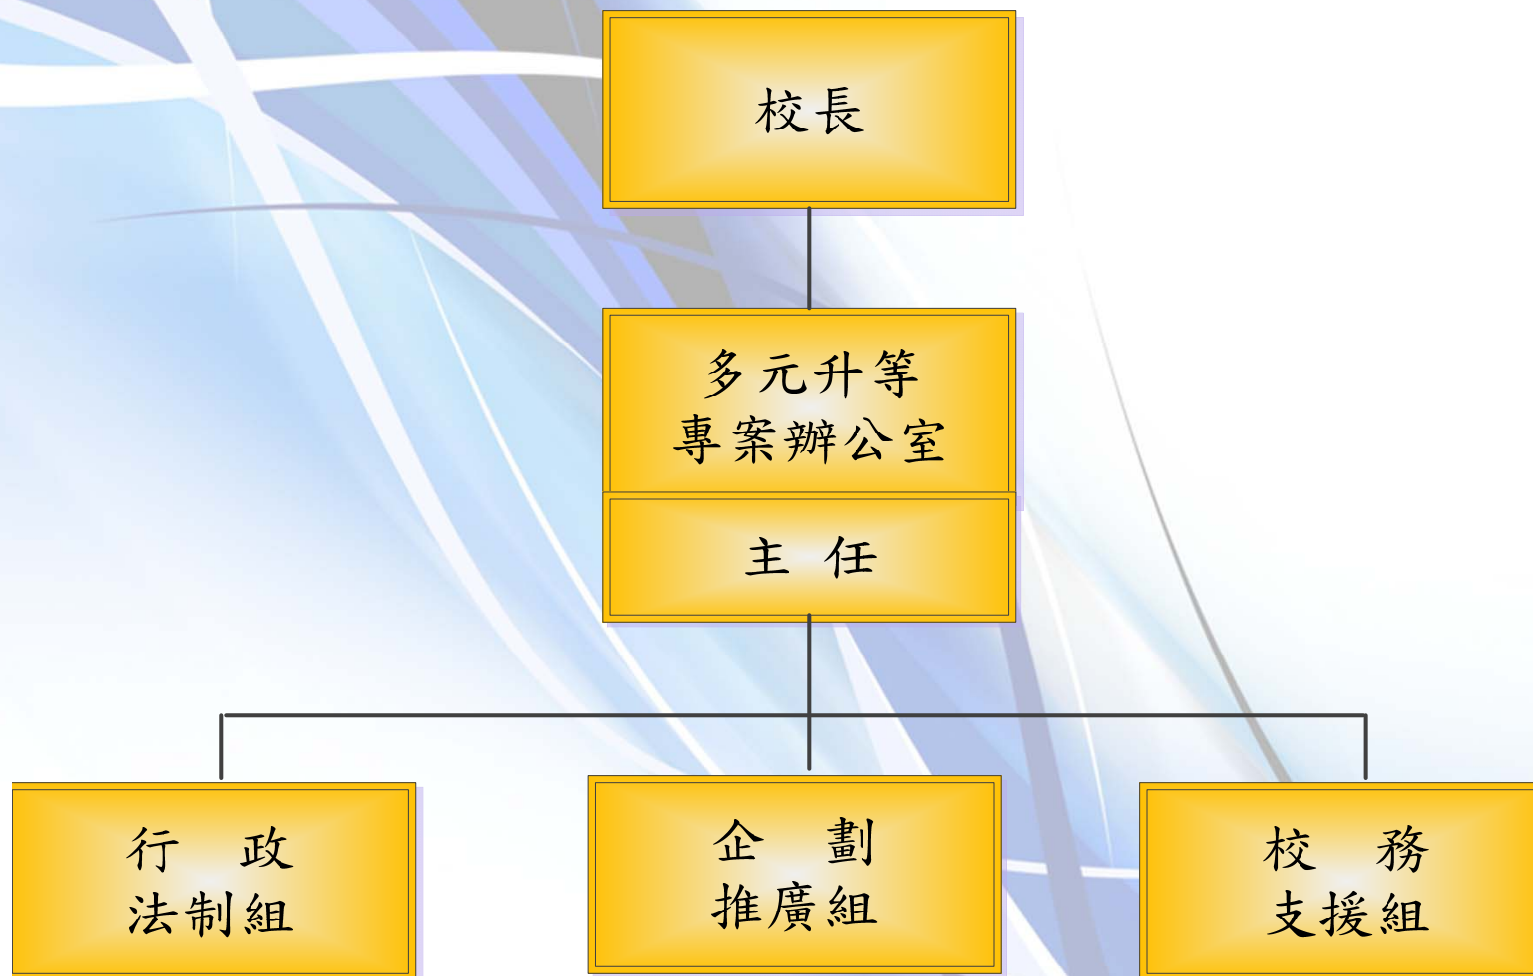 校長
多元升等
專案辦公室
主 任
行 政
法制組
企 劃
推廣組
校 務
支援組